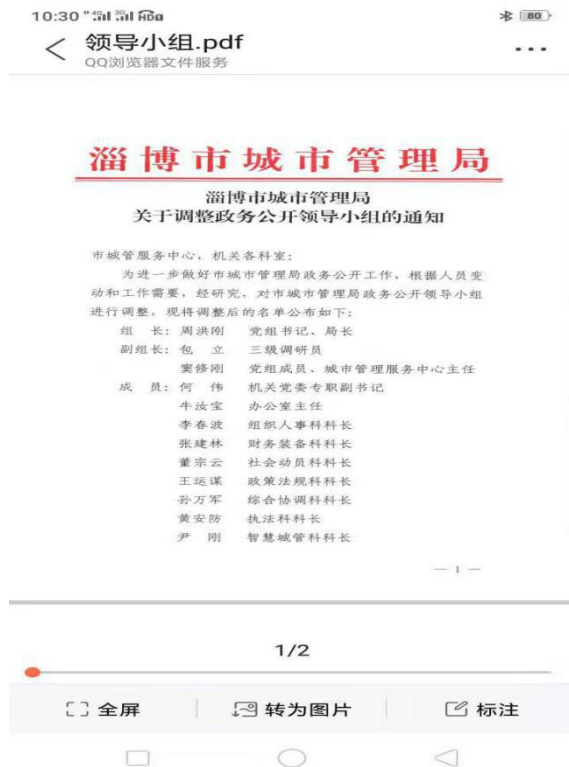 10:30
80
领导小组.pdf
QQ浏览器文件服务
淄博市城市管理局
淄博市城市管理局
关于调整政务公开领导小组的通知
市城管服务中心，机关各科室：
为进一步做好市城市管理局政务公开工作，根据人员变
动和工作需要，经研究，对市城市管理局政务公开领导小组
进行调整，现将调整后的名单公布如下：
组 长：周洪刚 党组书记、局长
副组长：包 立 三级调研员
窦修刚 党组成员、城市管理服务中心主任
成 员：何 伟 机关党委专职副书记
牛汝宝 办公室主任
李春波 组织人事科科长
张建林 财务装备科科长
董宗云 社会动员科科长
王运谋 政策法规科科长
孙万军 综合协调科科长
黄安防 执法科科长
尹 刚 智慧城管科科长
— 1 —
1/2
全屏 转为图片 标注